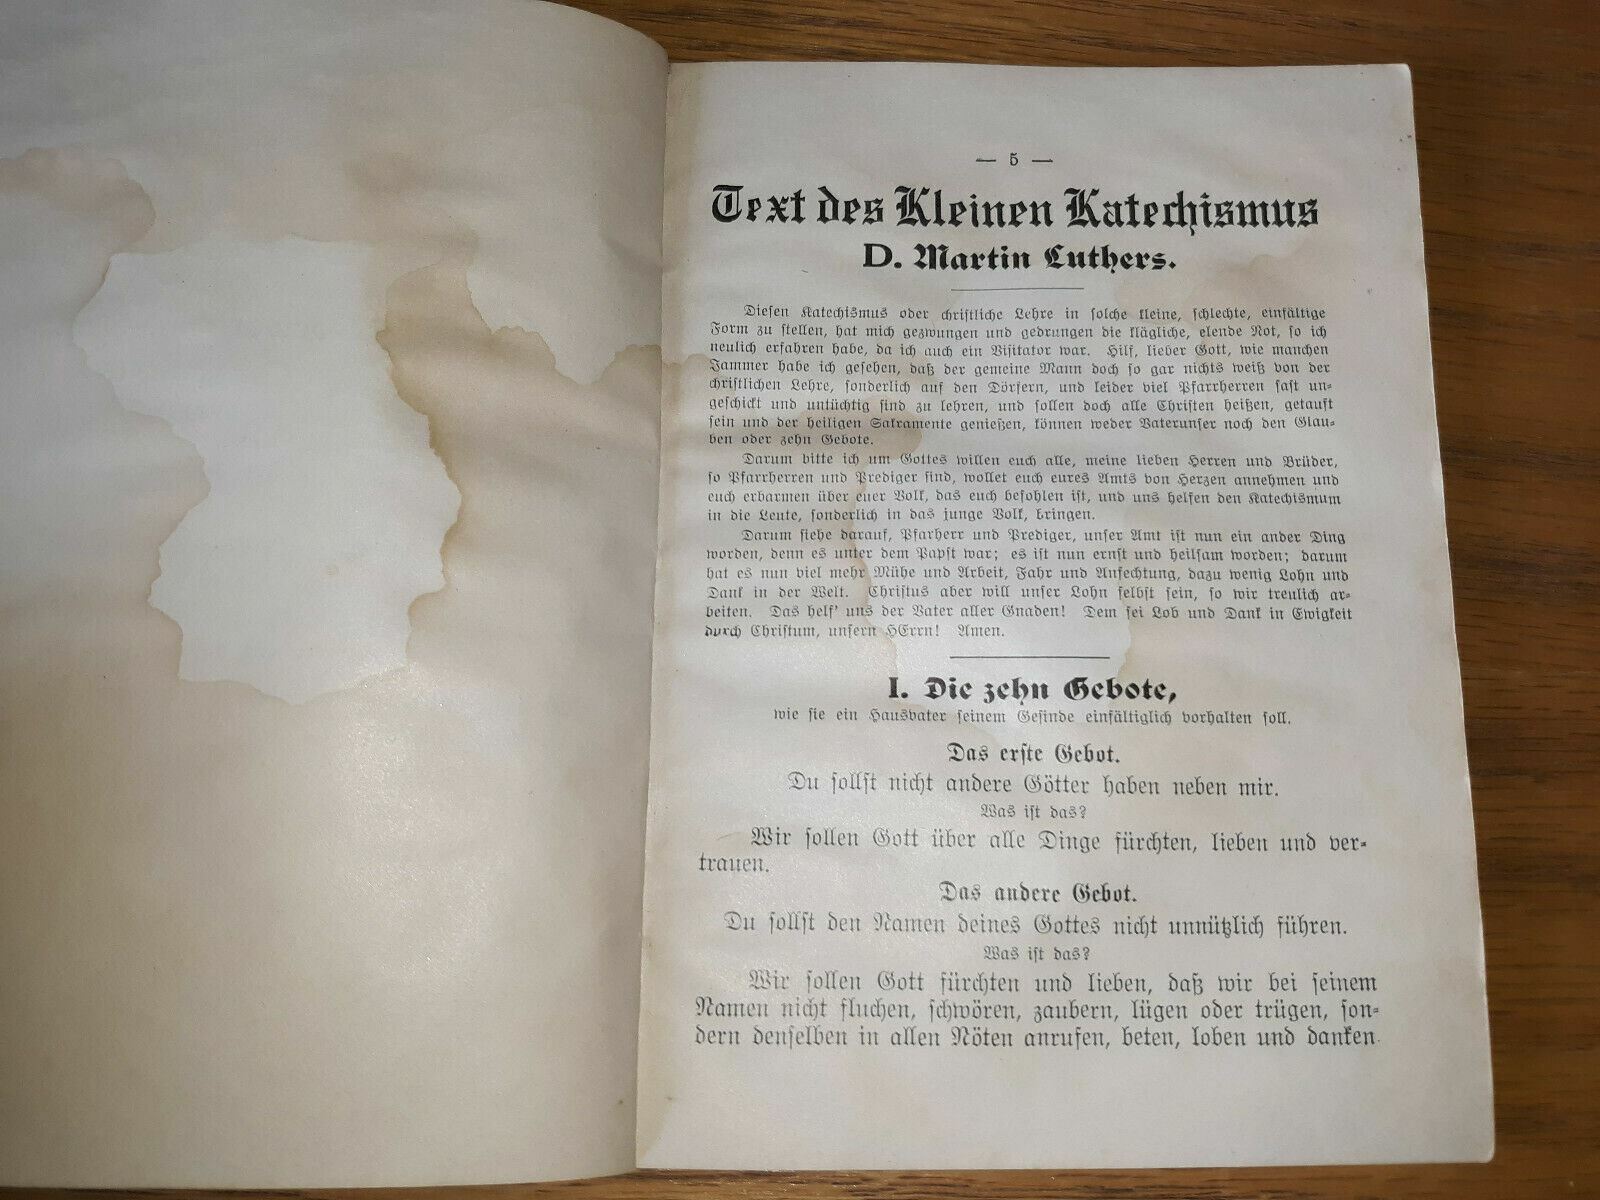 — 5 —
Text des Kleinen Katechismus
D. Martin Luthers.
Diesen Katechismus oder christliche Lehre in solche kleine, schlechte, einfältige
Form zu stellen, hat mich gezwungen und gedrungen die klägliche, elende Not, so ich
neulich erfahren habe, da ich auch ein Visitator war. Hilf, lieber Gott, wie manchen
Jammer habe ich gesehen, daß der gemeine Mann doch so gar nichts weiß von der
christlichen Lehre, sonderlich auf den Dörfern, und leider viel Pfarrherren fast un-
geschickt und untüchtig sind zu lehren, und sollen doch alle Christen heißen, getauft
sein und der heiligen Sakramente genießen, können weder Vaterunser noch den Glau-
ben oder zehn Gebote.
Darum bitte ich um Gottes willen euch alle, meine lieben Herren und Brüder,
so Pfarrherren und Prediger sind, wollet euch eures Amts von Herzen annehmen und
euch erbarmen über euer Volk, das euch befohlen ist, und uns helfen den Katechismum
in die Leute, sonderlich in das junge Volk, bringen.
Darum siehe darauf, Pfarherr und Prediger, unser Amt ist nun ein ander Ding
worden, denn es unter dem Papst war; es ist nun ernst und heilsam worden; darum
hat es nun viel mehr Mühe und Arbeit, Fahr und Anfechtung, dazu wenig Lohn und
Dank in der Welt. Christus aber will unser Lohn selbst sein, so wir treulich ar-
beiten. Das helf' uns der Vater aller Gnaden! Dem sei Lob und Dank in Ewigkeit
durch Christum, unsern HErrn! Amen.
I. Die zehn Gebote,
wie sie ein Hausvater seinem Gesinde einfältiglich vorhalten soll.
Das erste Gebot.
Du sollst nicht andere Götter haben neben mir.
Was ist das?
Wir sollen Gott über alle Dinge fürchten, lieben und ver-
trauen.
Das andere Gebot.
Du sollst den Namen deines Gottes nicht unnützlich führen.
Was ist das?
Wir sollen Gott fürchten und lieben, daß wir bei seinem
Namen nicht fluchen, schwören, zaubern, lügen oder trügen, son-
dern denselben in allen Nöten anrufen, beten, loben und danken